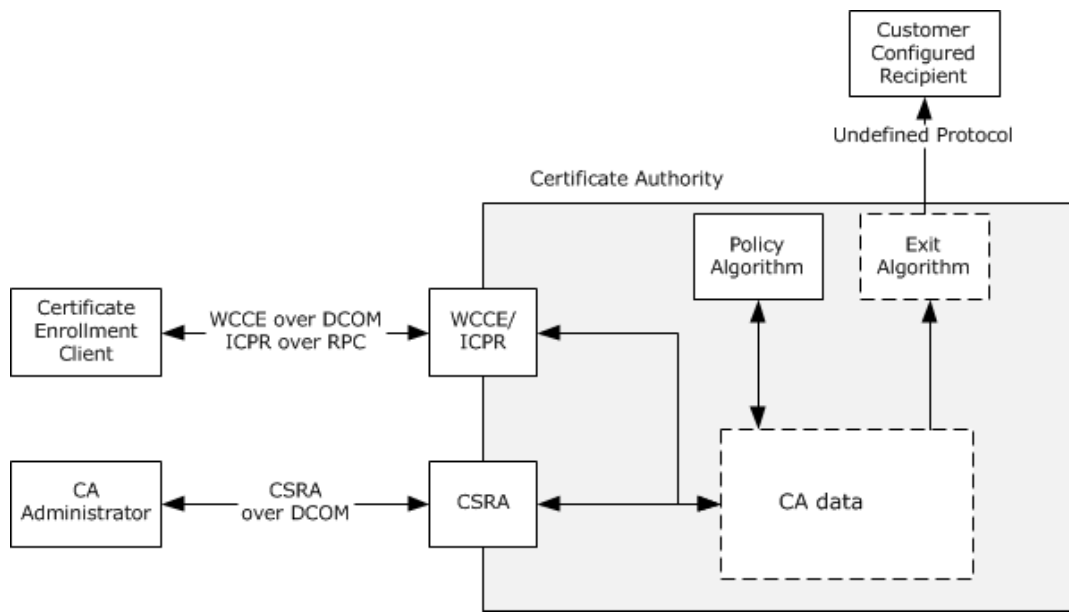 Customer
Configured
Recipient
Undefined Protocol
Certificate Authority
Policy
Algorithm
Exit
Algorithm
Certificate
Enrollment
Client
WCCE over DCOM
ICPR over RPC
WCCE/
ICPR
CA
Administrator
CSRA
over DCOM
CSRA
CA data